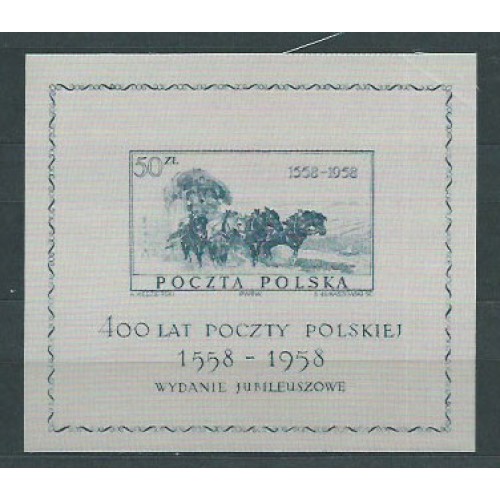 50 ZŁ
1558-1958
POCZTA POLSKA
400 LAT POCZTY POLSKIEJ
1558 - 1958
WYDANIE JUBILEUSZOWE